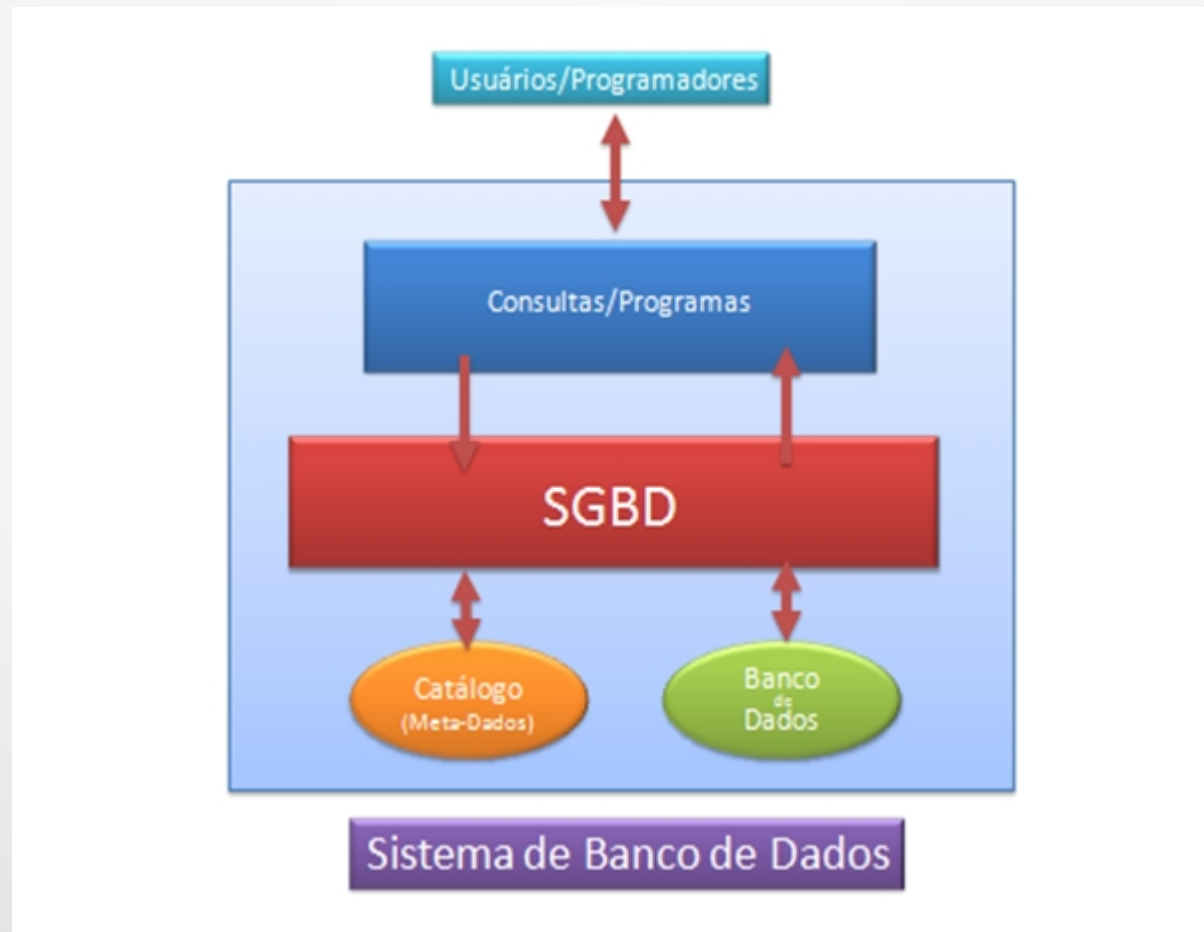 Usuários/Programadores
Consultas/Programas
SGBD
Catálogo
(Meta-Dados)
Banco
de
Dados
Sistema de Banco de Dados